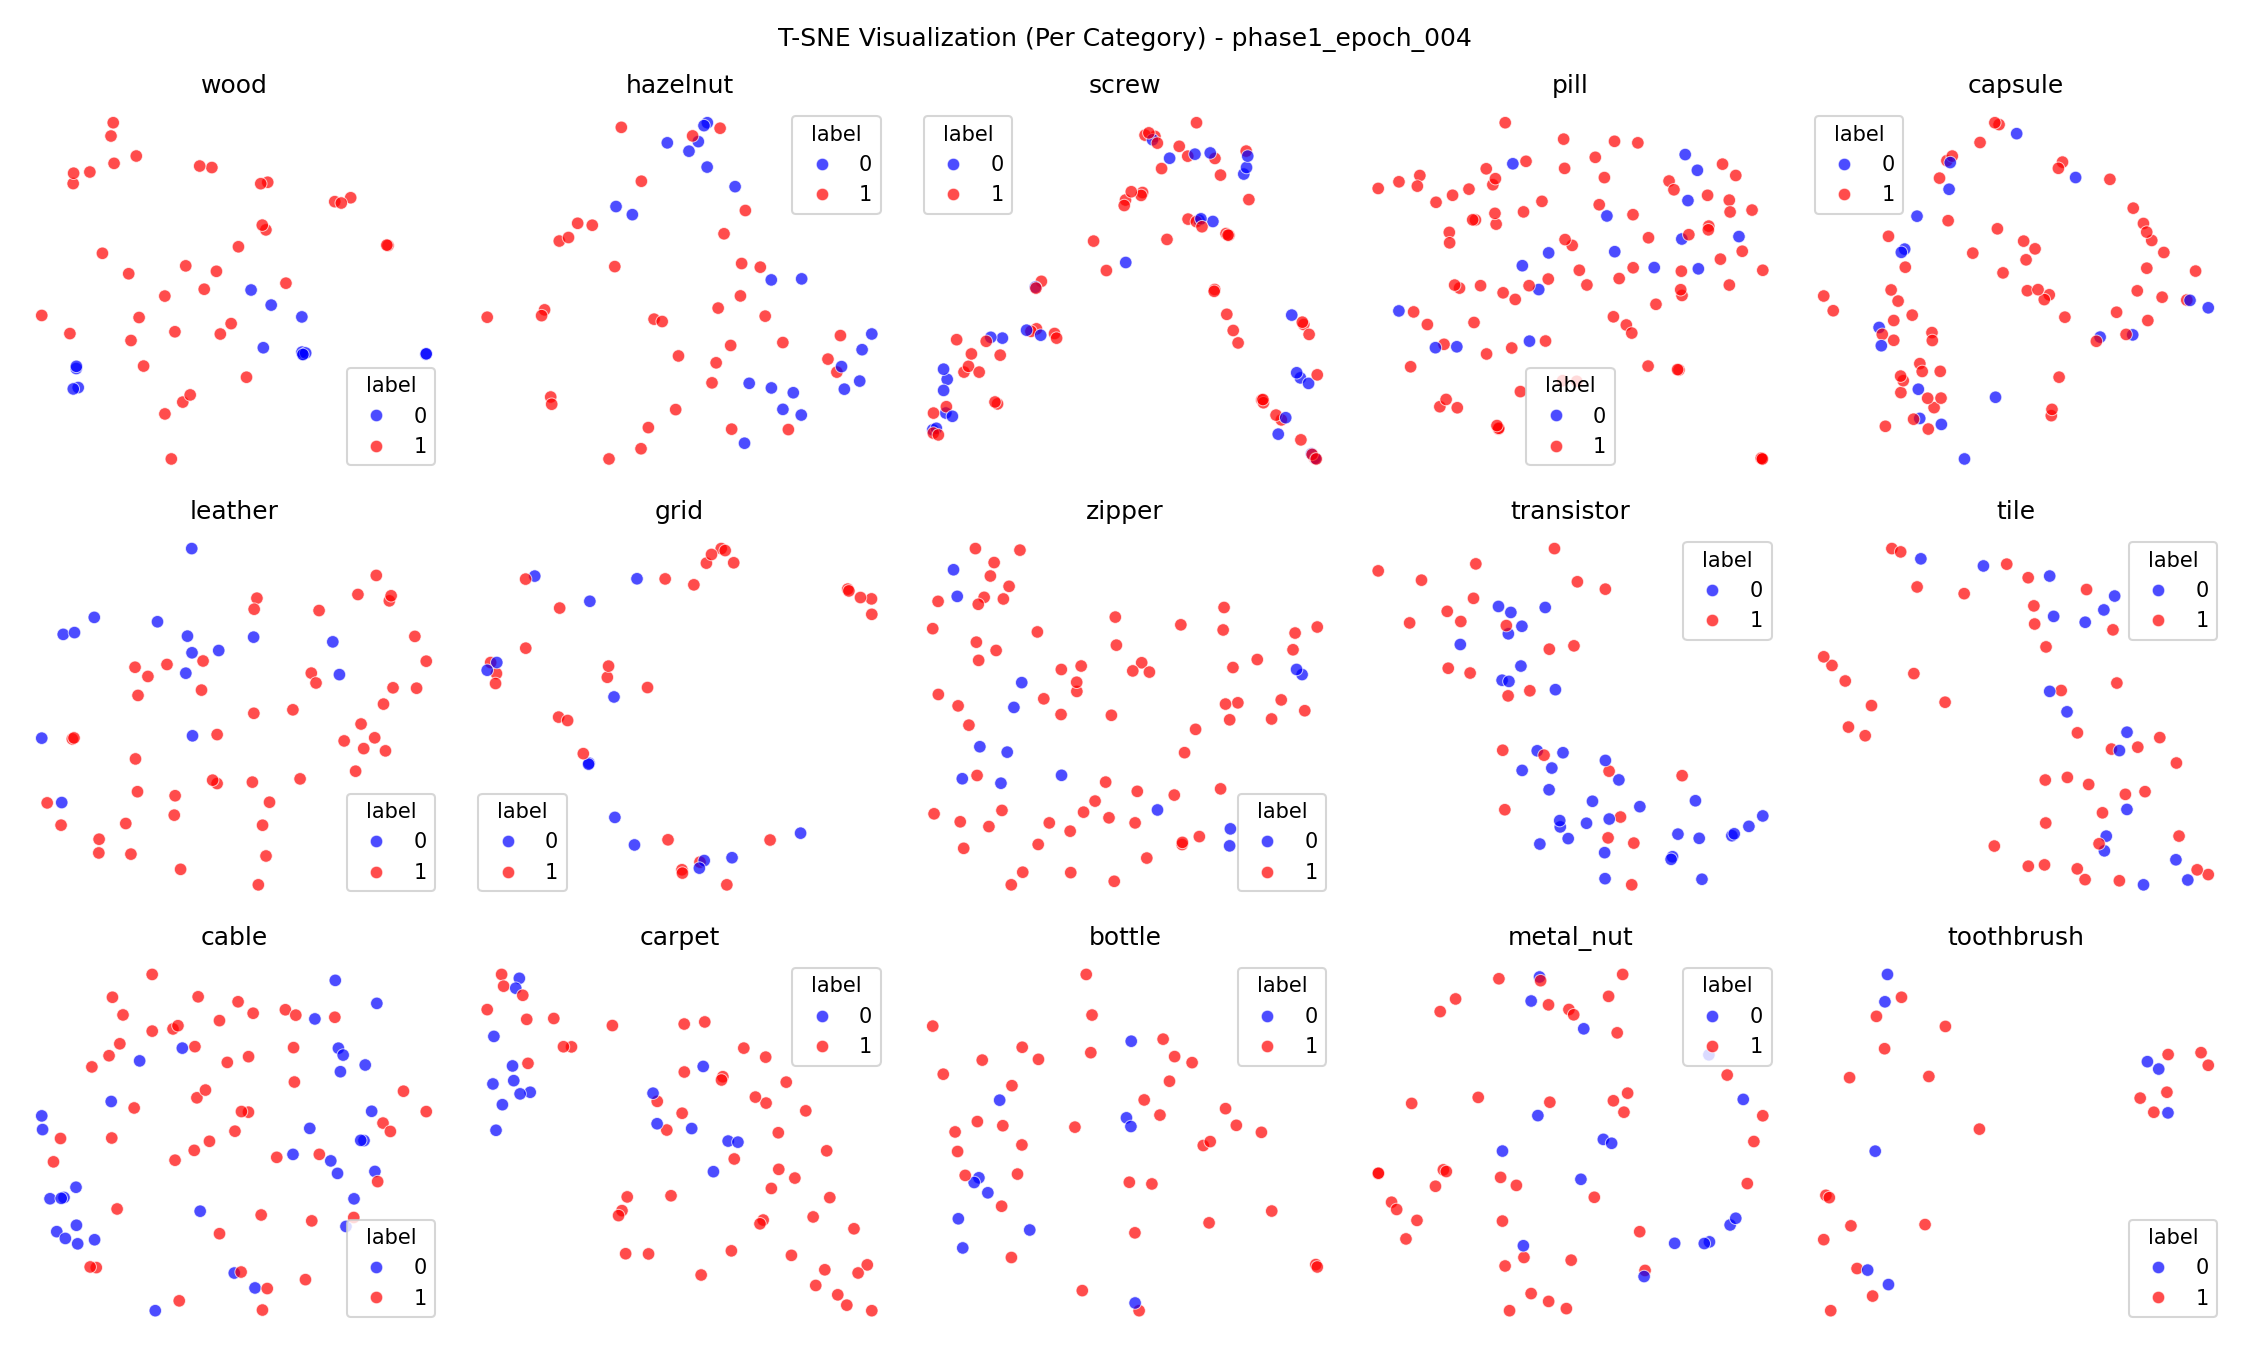 T-SNE Visualization (Per Category) - phase1_epoch_004
wood
hazelnut
screw
pill
capsule
label
0
1
label
0
1
label
0
1
label
0
1
label
0
1
leather
grid
zipper
transistor
tile
label
0
1
label
0
1
label
0
1
label
0
1
label
0
1
cable
carpet
bottle
metal_nut
toothbrush
label
0
1
label
0
1
label
0
1
label
0
1
label
0
1